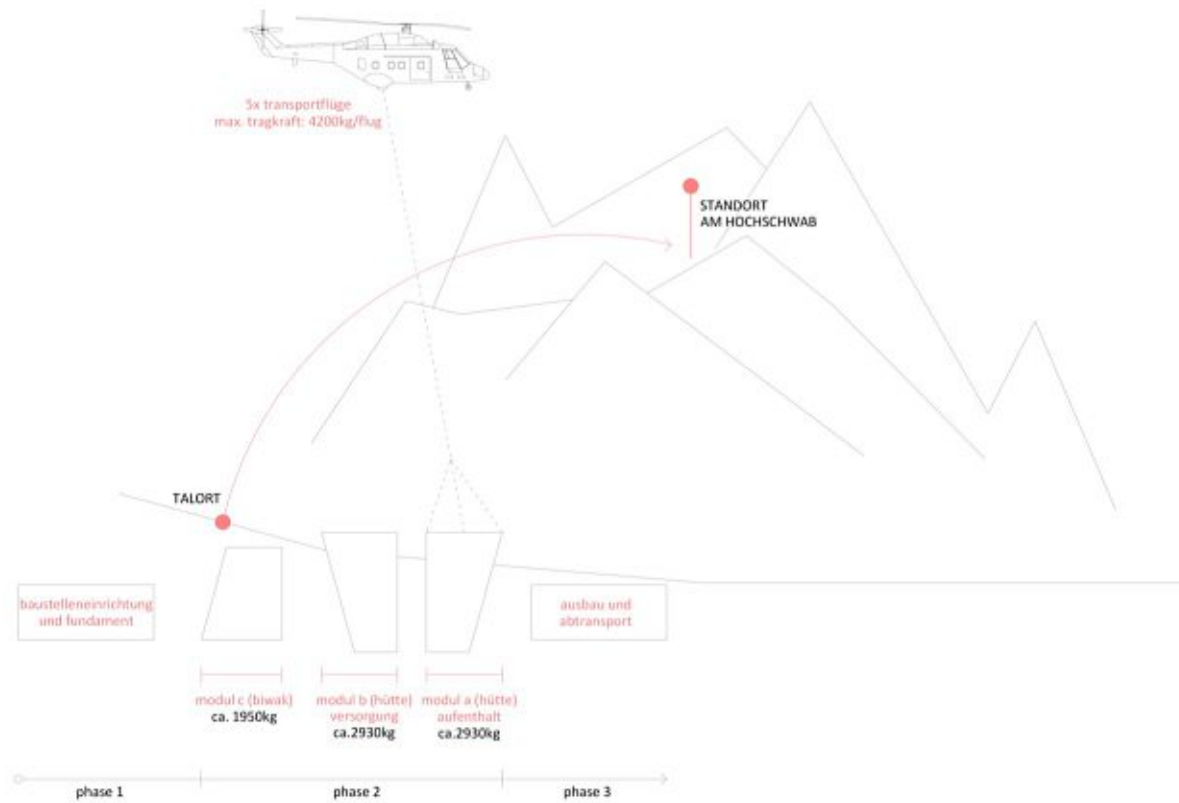 5x transportflüge
max. tragkraft: 4200kg/flug
STANDORT
AM HOCHSCHWAB
TALORT
baustelleneinrichtung
und fundament
ausbau und
abtransport
modul c (biwak)
ca. 1950kg
modul b (hütte)
versorgung
ca.2930kg
modul a (hütte)
aufenthalt
ca.2930kg
phase 1
phase 2
phase 3